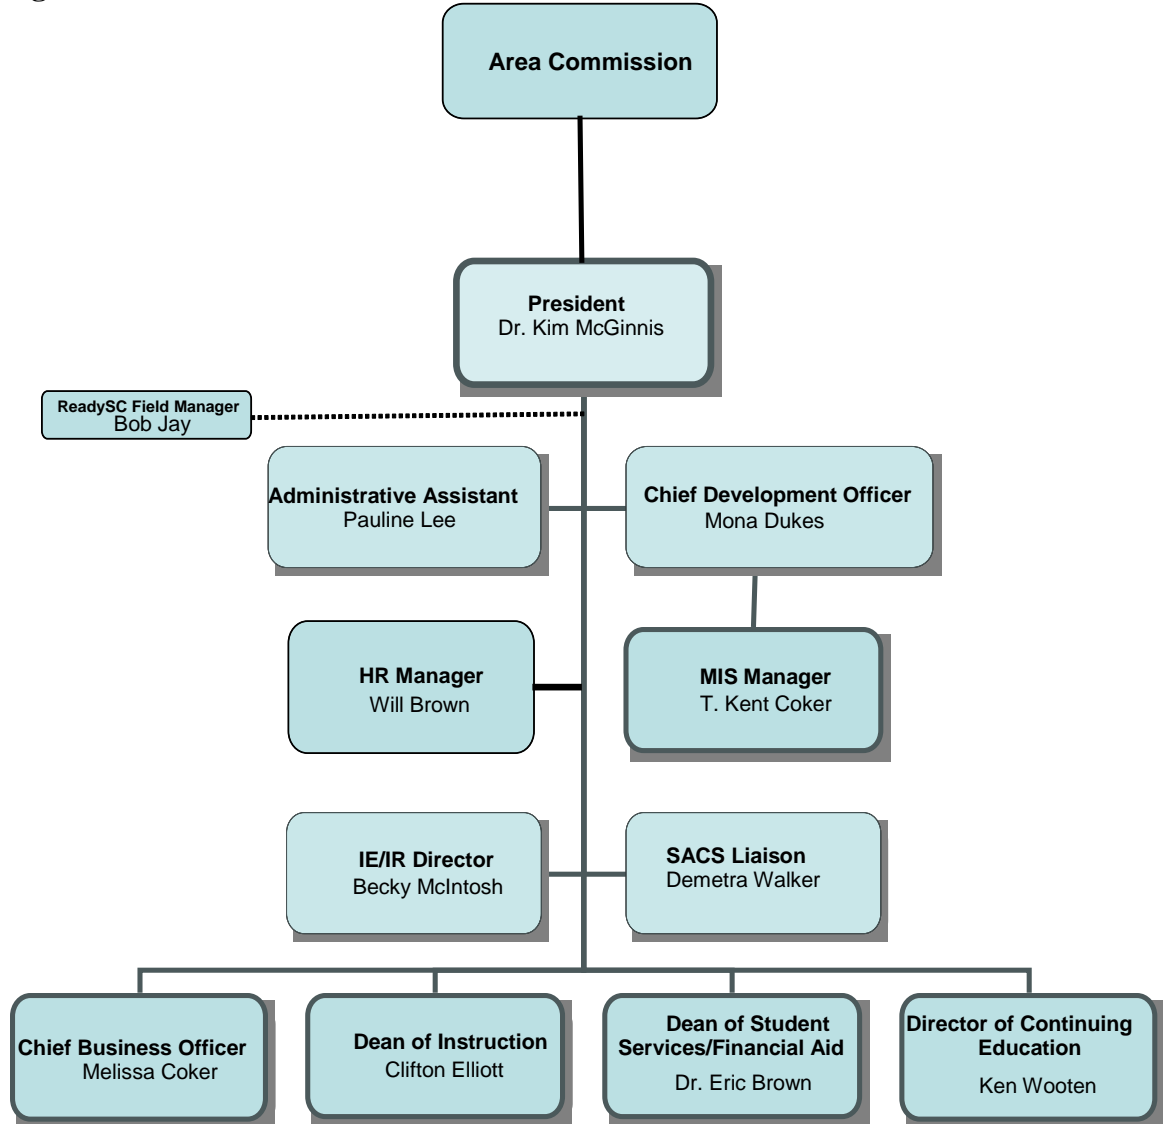 Area Commission
President
Dr. Kim McGinnis
ReadySC Field Manager
Bob Jay
Administrative Assistant
Pauline Lee
Chief Development Officer
Mona Dukes
HR Manager
Will Brown
MIS Manager
T. Kent Coker
IE/IR Director
Becky McIntosh
SACS Liaison
Demetra Walker
Chief Business Officer
Melissa Coker
Dean of Instruction
Clifton Elliott
Dean of Student
Services/Financial Aid
Dr. Eric Brown
Director of Continuing
Education
Ken Wooten